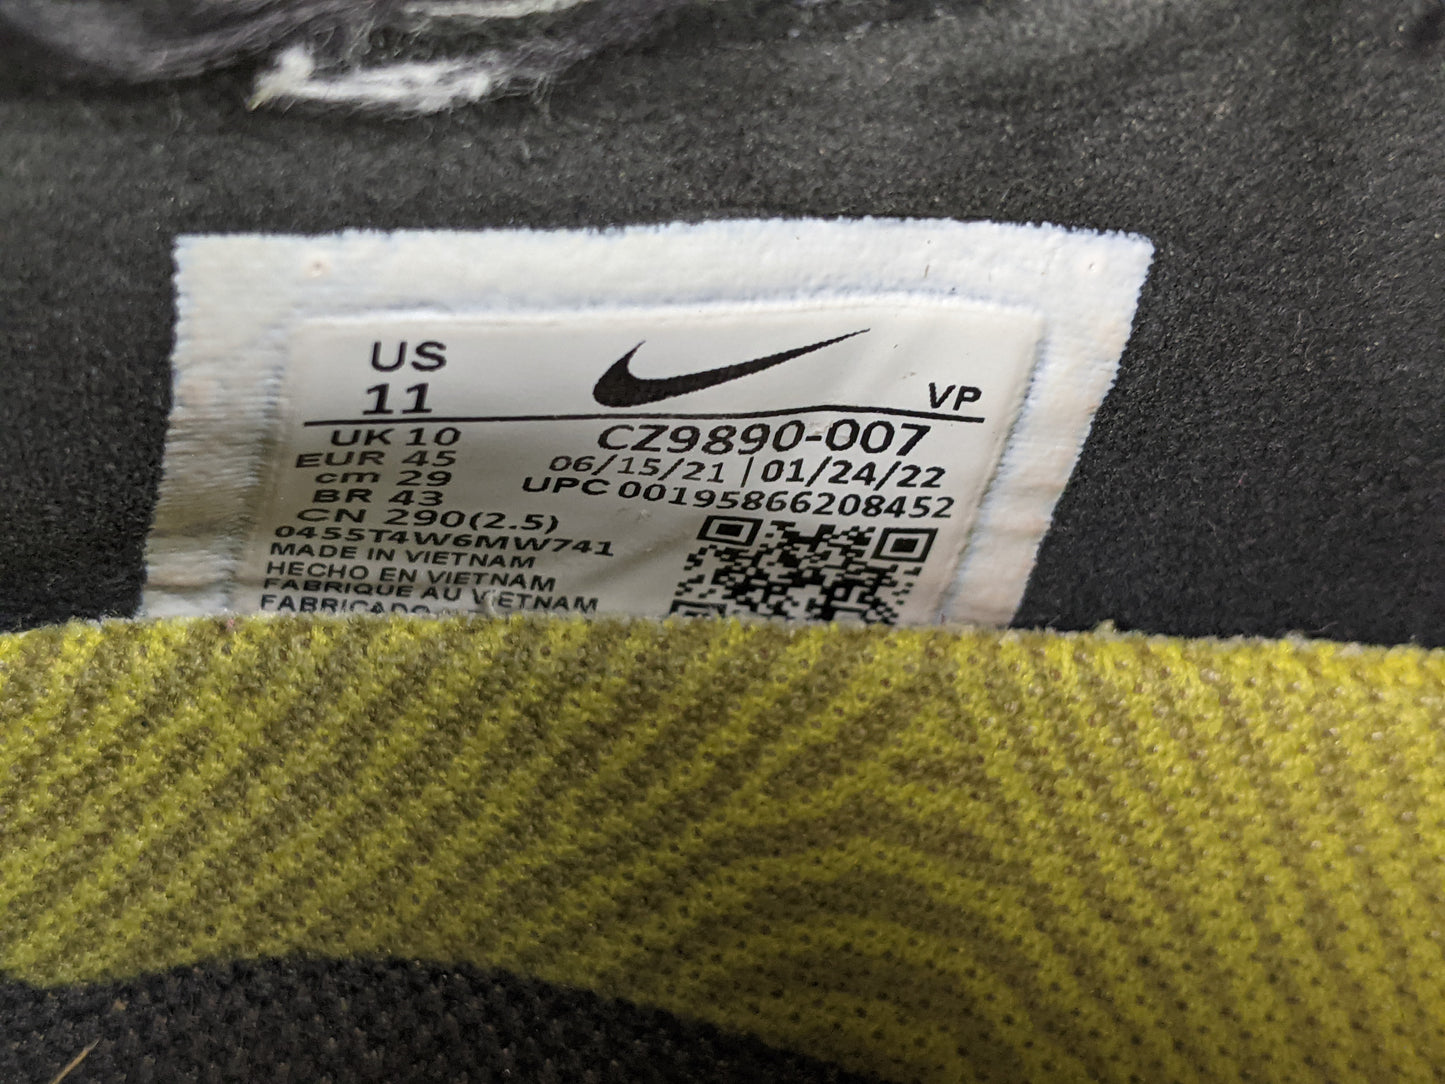 US
11
VP
UK 10
EUR 45
cm 29
BR 43
CN 290(2.5)
0455T4W6MW741
MADE IN VIETNAM
HECHO EN VIETNAM
FABRIQUE AU VIETNAM
FABRICADO
CZ9890-007
06/15/21 | 01/24/22
UPC 00195866208452